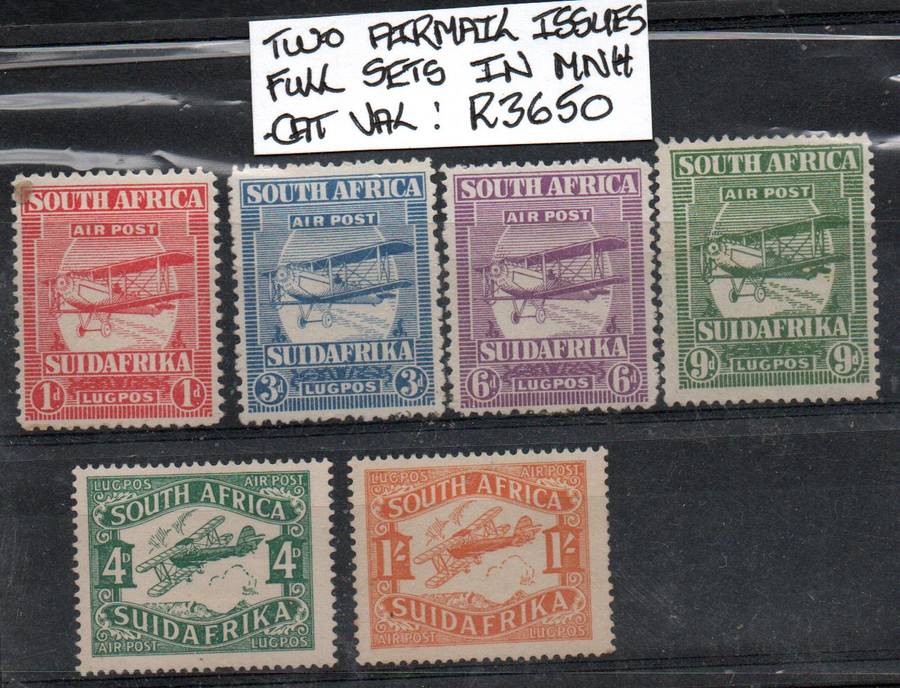 TWO AIRMAIL ISSUES
FULL SETS IN MNH
CAT VAL: R3650
SOUTH AFRICA
AIR POST
SUIDAFRIKA
1d LUGPOS 1d
SOUTH AFRICA
AIR POST
SUIDAFRIKA
3d LUGPOS 3d
SOUTH AFRICA
AIR POST
SUIDAFRIKA
6d LUGPOS 6d
SOUTH AFRICA
AIR POST
SUIDAFRIKA
9d LUGPOS 9d
LUGPOS AIR POST
SOUTH AFRICA
4D 4D
SUIDAFRIKA
AIR POST LUGPOS
LUGPOS AIR POST
SOUTH AFRICA
1/- 1/-
SUIDAFRIKA
AIR POST LUGPOS